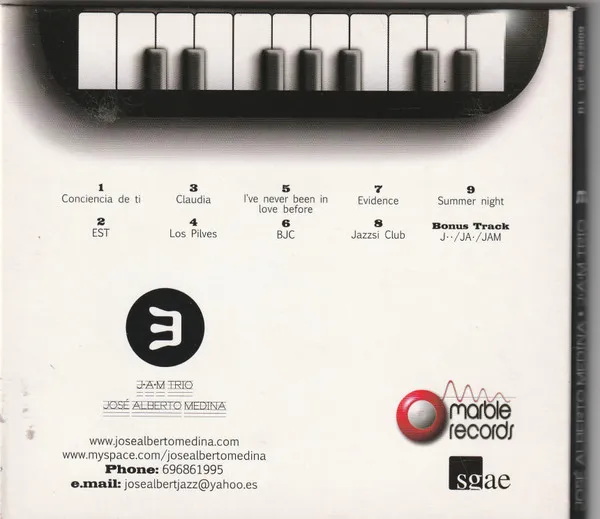 1
Conciencia de ti
2
EST
3
Claudia
4
Los Pilves
5
I've never been in
love before
6
BJC
7
Evidence
8
Jazzsi Club
9
Summer night
Bonus Track
J··/JA·/JAM
J·A·M TRIO
JOSÉ ALBERTO MEDINA
www.josealbertomedina.com
www.myspace.com/josealbertomedina
Phone: 696861995
e.mail: josealbertjazz@yahoo.es
marble
records
sgae
JOSÉ ALBERTO MEDINA • J·A·M TRIO